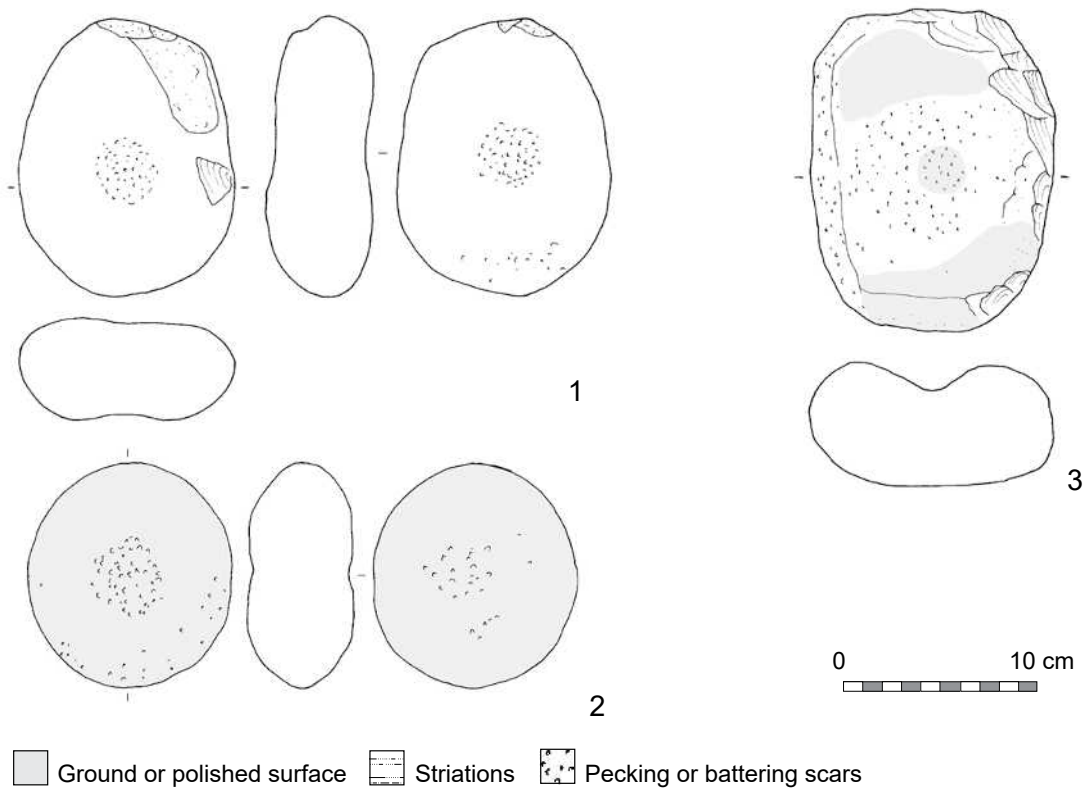 1
3
0 10 cm
2
Ground or polished surface Striations Pecking or battering scars